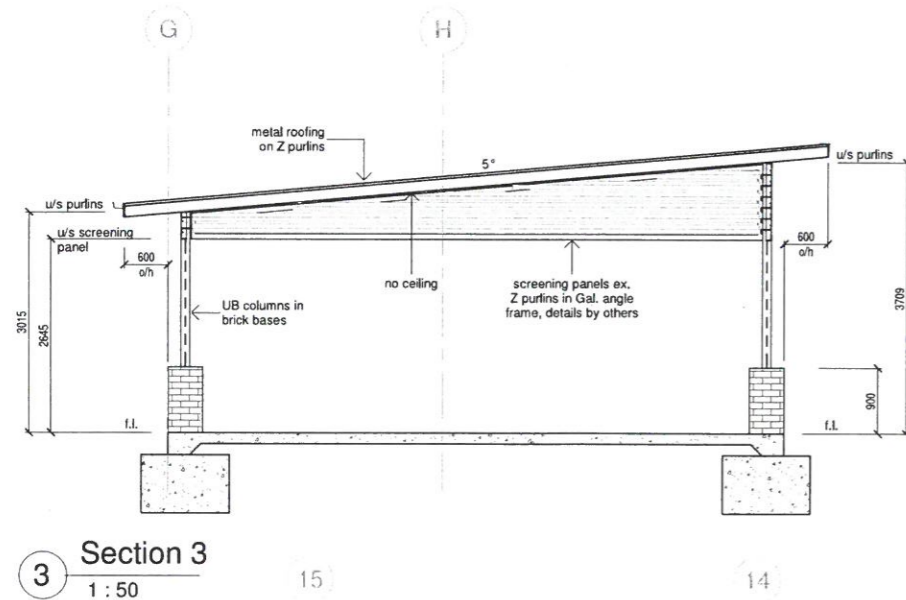 G
H
metal roofing
on Z purlins
5°
u/s purlins
u/s purlins
u/s screening
panel
600
o/h
600
o/h
no ceiling
screening panels ex.
Z purlins in Gal. angle
frame, details by others
UB columns in
brick bases
3015
2645
3709
900
f.l.
f.l.
3
Section 3
1 : 50
15
14